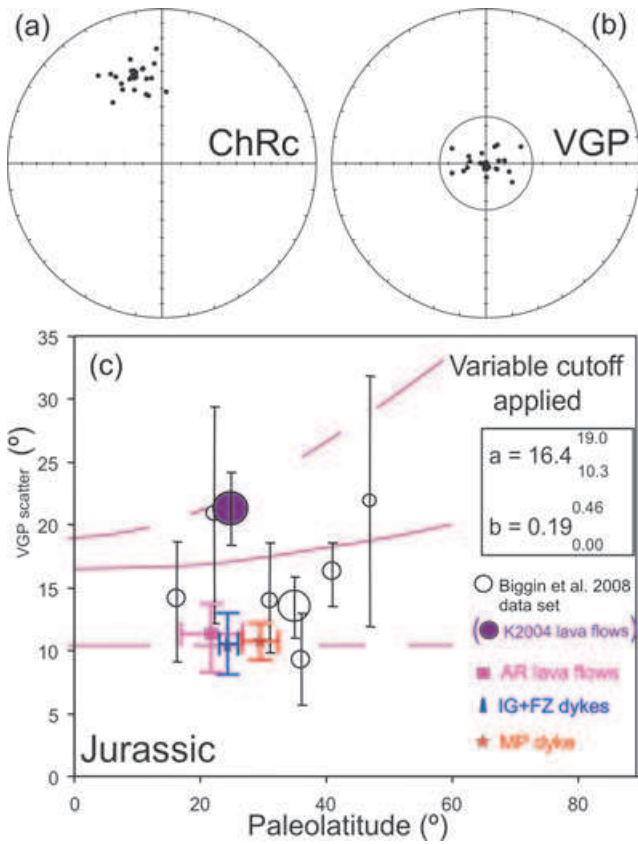 (a)
(b)
ChRc
VGP
35
30
25
20
15
10
5
0
VGP scatter (º)
(c)
Variable cutoff
applied
a = 16.4 19.0
10.3
b = 0.19 0.46
0.00
Biggin et al. 2008
data set
(K2004 lava flows)
AR lava flows
IG+FZ dykes
MP dyke
Jurassic
0 20 40 60 80
Paleolatitude (º)